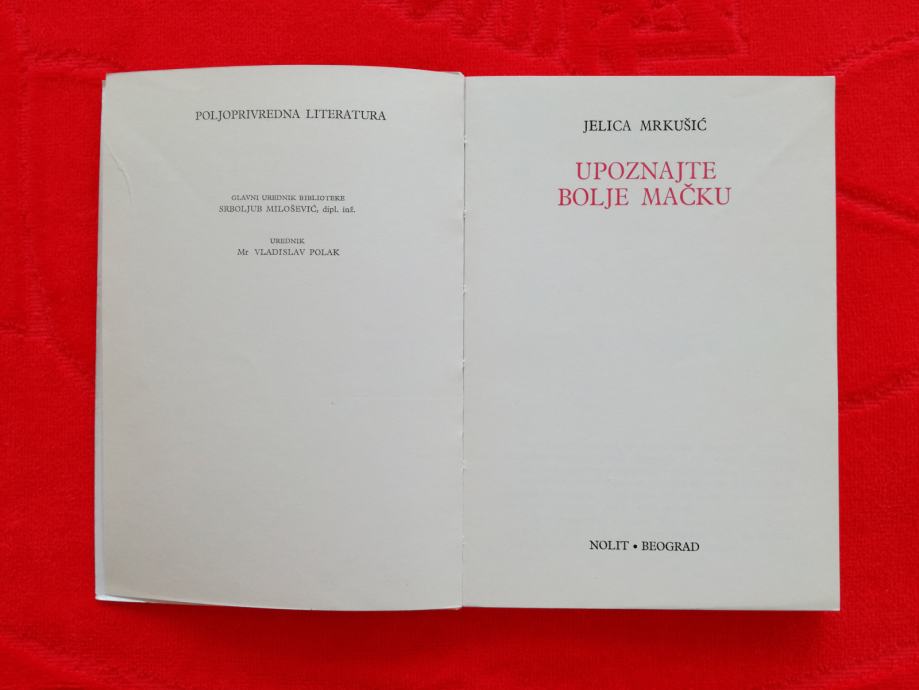 POLJOPRIVREDNA LITERATURA
GLAVNI UREDNIK BIBLIOTEKE
SRBOLJUB MILOŠEVIĆ, dipl. inž.
UREDNIK
Mr VLADISLAV POLAK
JELICA MRKUŠIĆ
UPOZNAJTE
BOLJE MAČKU
NOLIT • BEOGRAD